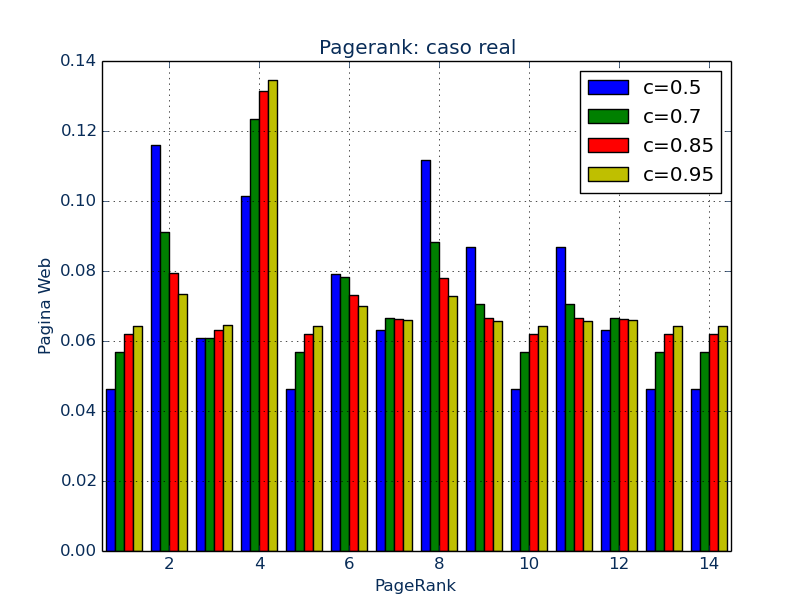 Pagerank: caso real
0.14
0.12
0.10
0.08
0.06
0.04
0.02
0.00
Pagina Web
c=0.5
c=0.7
c=0.85
c=0.95
2 4 6 8 10 12 14
PageRank